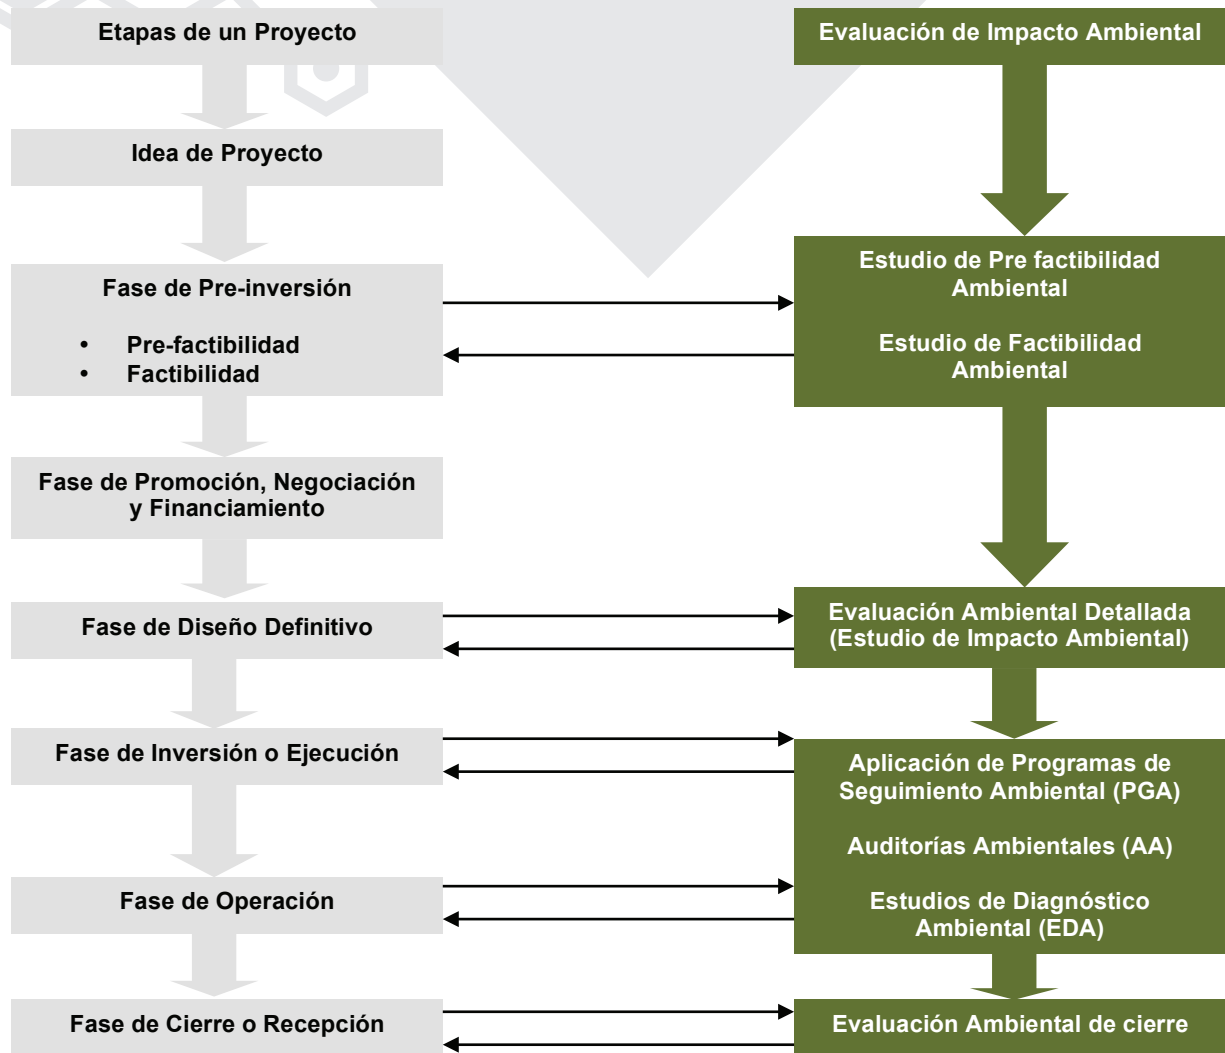 Etapas de un Proyecto
Evaluación de Impacto Ambiental
Idea de Proyecto
Fase de Pre-inversión
• Pre-factibilidad
• Factibilidad
Estudio de Pre factibilidad
Ambiental
Estudio de Factibilidad
Ambiental
Fase de Promoción, Negociación
y Financiamiento
Fase de Diseño Definitivo
Evaluación Ambiental Detallada
(Estudio de Impacto Ambiental)
Fase de Inversión o Ejecución
Aplicación de Programas de
Seguimiento Ambiental (PGA)
Auditorías Ambientales (AA)
Estudios de Diagnóstico
Ambiental (EDA)
Fase de Operación
Fase de Cierre o Recepción
Evaluación Ambiental de cierre